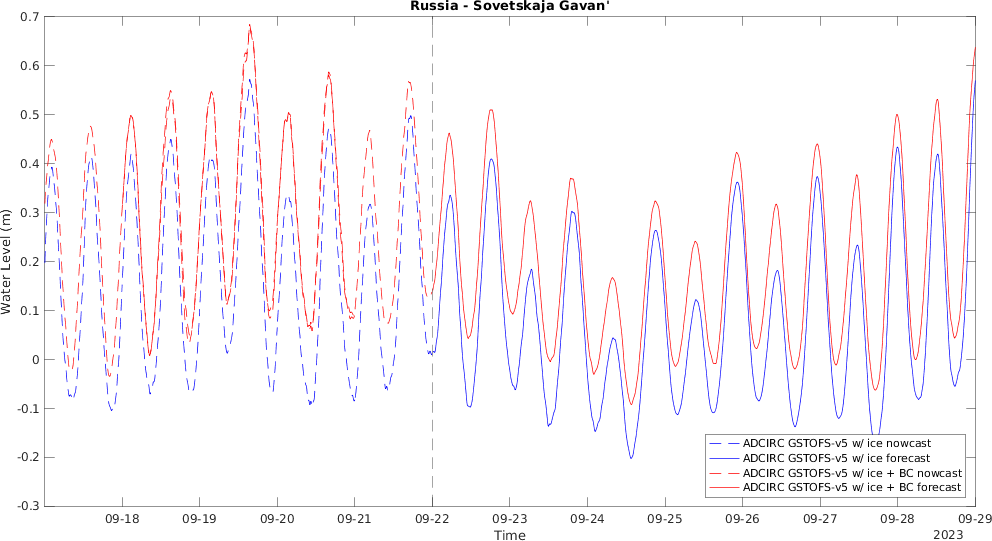 Russia - Sovetskaja Gavan'
0.7
0.6
0.5
0.4
0.3
0.2
0.1
0
-0.1
-0.2
-0.3
Water Level (m)
ADCIRC GSTOFS-v5 w/ ice nowcast
ADCIRC GSTOFS-v5 w/ ice forecast
ADCIRC GSTOFS-v5 w/ ice + BC nowcast
ADCIRC GSTOFS-v5 w/ ice + BC forecast
09-18 09-19 09-20 09-21 09-22 09-23 09-24 09-25 09-26 09-27 09-28 09-29
Time
2023